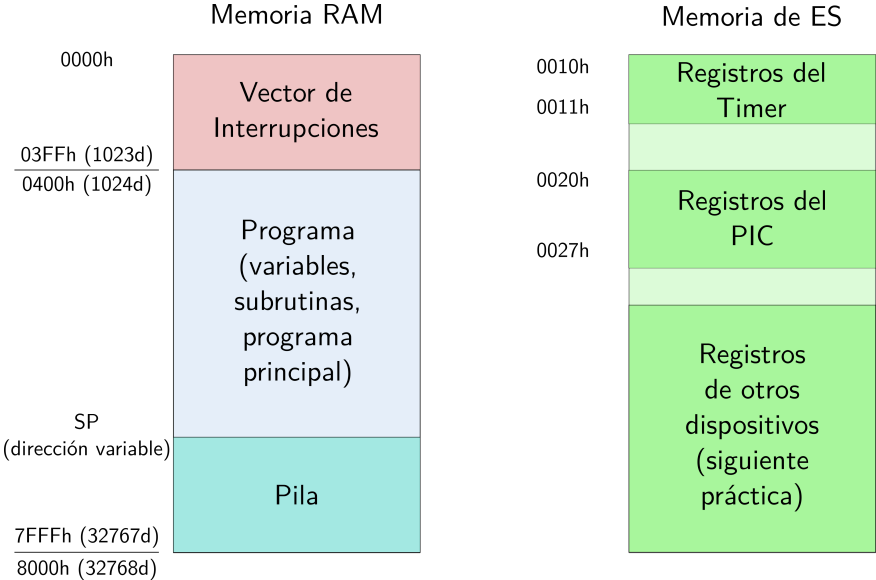 Memoria RAM
0000h
Vector de
Interrupciones
03FFh (1023d)
0400h (1024d)
Programa
(variables,
subrutinas,
programa
principal)
SP
(dirección variable)
Pila
7FFFh (32767d)
8000h (32768d)
Memoria de ES
0010h
0011h
Registros del
Timer
0020h
Registros del
PIC
0027h
Registros
de otros
dispositivos
(siguiente
práctica)